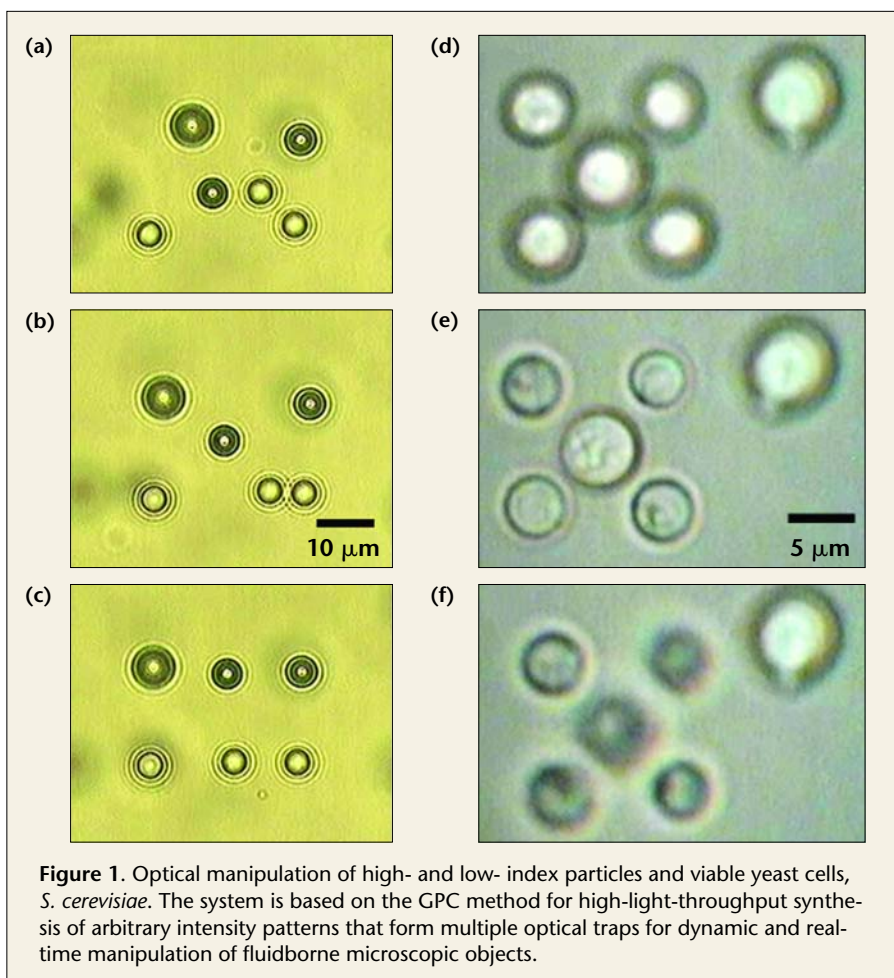 (a)
(d)
(b)
(e)
10 μm
5 μm
(c)
(f)
Figure 1. Optical manipulation of high- and low- index particles and viable yeast cells,
S. cerevisiae. The system is based on the GPC method for high-light-throughput synthe-
sis of arbitrary intensity patterns that form multiple optical traps for dynamic and real-
time manipulation of fluidborne microscopic objects.